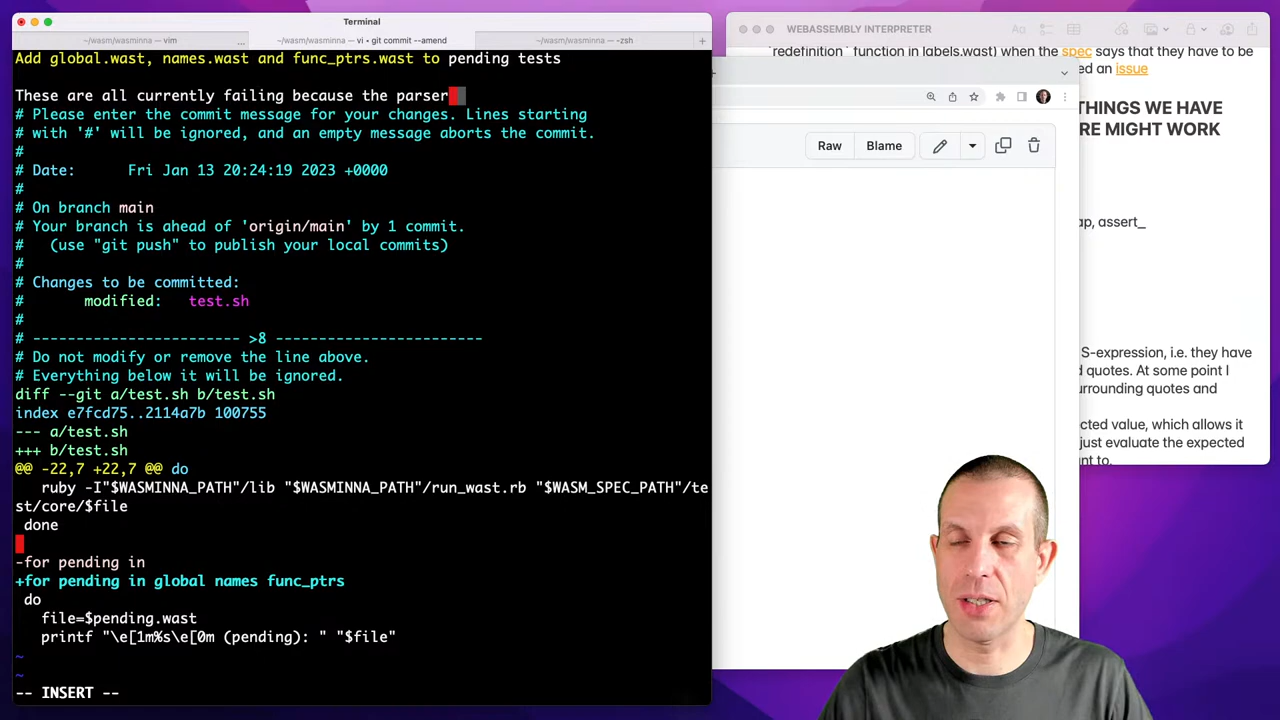 Terminal
~/wasm/wasminna — vim
...
~/wasm/wasminna — vi • git commit --amend
~/wasm/wasminna — -zsh
+
Add global.wast, names.wast and func_ptrs.wast to pending tests
These are all currently failing because the parser
# Please enter the commit message for your changes. Lines starting
# with '#' will be ignored, and an empty message aborts the commit.
#
# Date:      Fri Jan 13 20:24:19 2023 +0000
#
# On branch main
# Your branch is ahead of 'origin/main' by 1 commit.
#   (use "git push" to publish your local commits)
#
# Changes to be committed:
#       modified:   test.sh
#
# ------------------------ >8 ------------------------
# Do not modify or remove the line above.
# Everything below it will be ignored.
diff --git a/test.sh b/test.sh
index e7fcd75..2114a7b 100755
--- a/test.sh
+++ b/test.sh
@@ -22,7 +22,7 @@ do
   ruby -I"$WASMINNA_PATH"/lib "$WASMINNA_PATH"/run_wast.rb "$WASM_SPEC_PATH"/te
st/core/$file
 done
-for pending in
+for pending in global names func_ptrs
 do
   file=$pending.wast
   printf "\e[1m%s\e[0m (pending): " "$file"
~
~
-- INSERT --
WEBASSEMBLY INTERPRETER
Aa
`redefinition` function in labels.wast) when the spec says that they have to be
ed an issue
THINGS WE HAVE
RE MIGHT WORK
Raw
Blame
ap, assert_
S-expression, i.e. they have
d quotes. At some point I
urrounding quotes and
cted value, which allows it
just evaluate the expected
nt to.